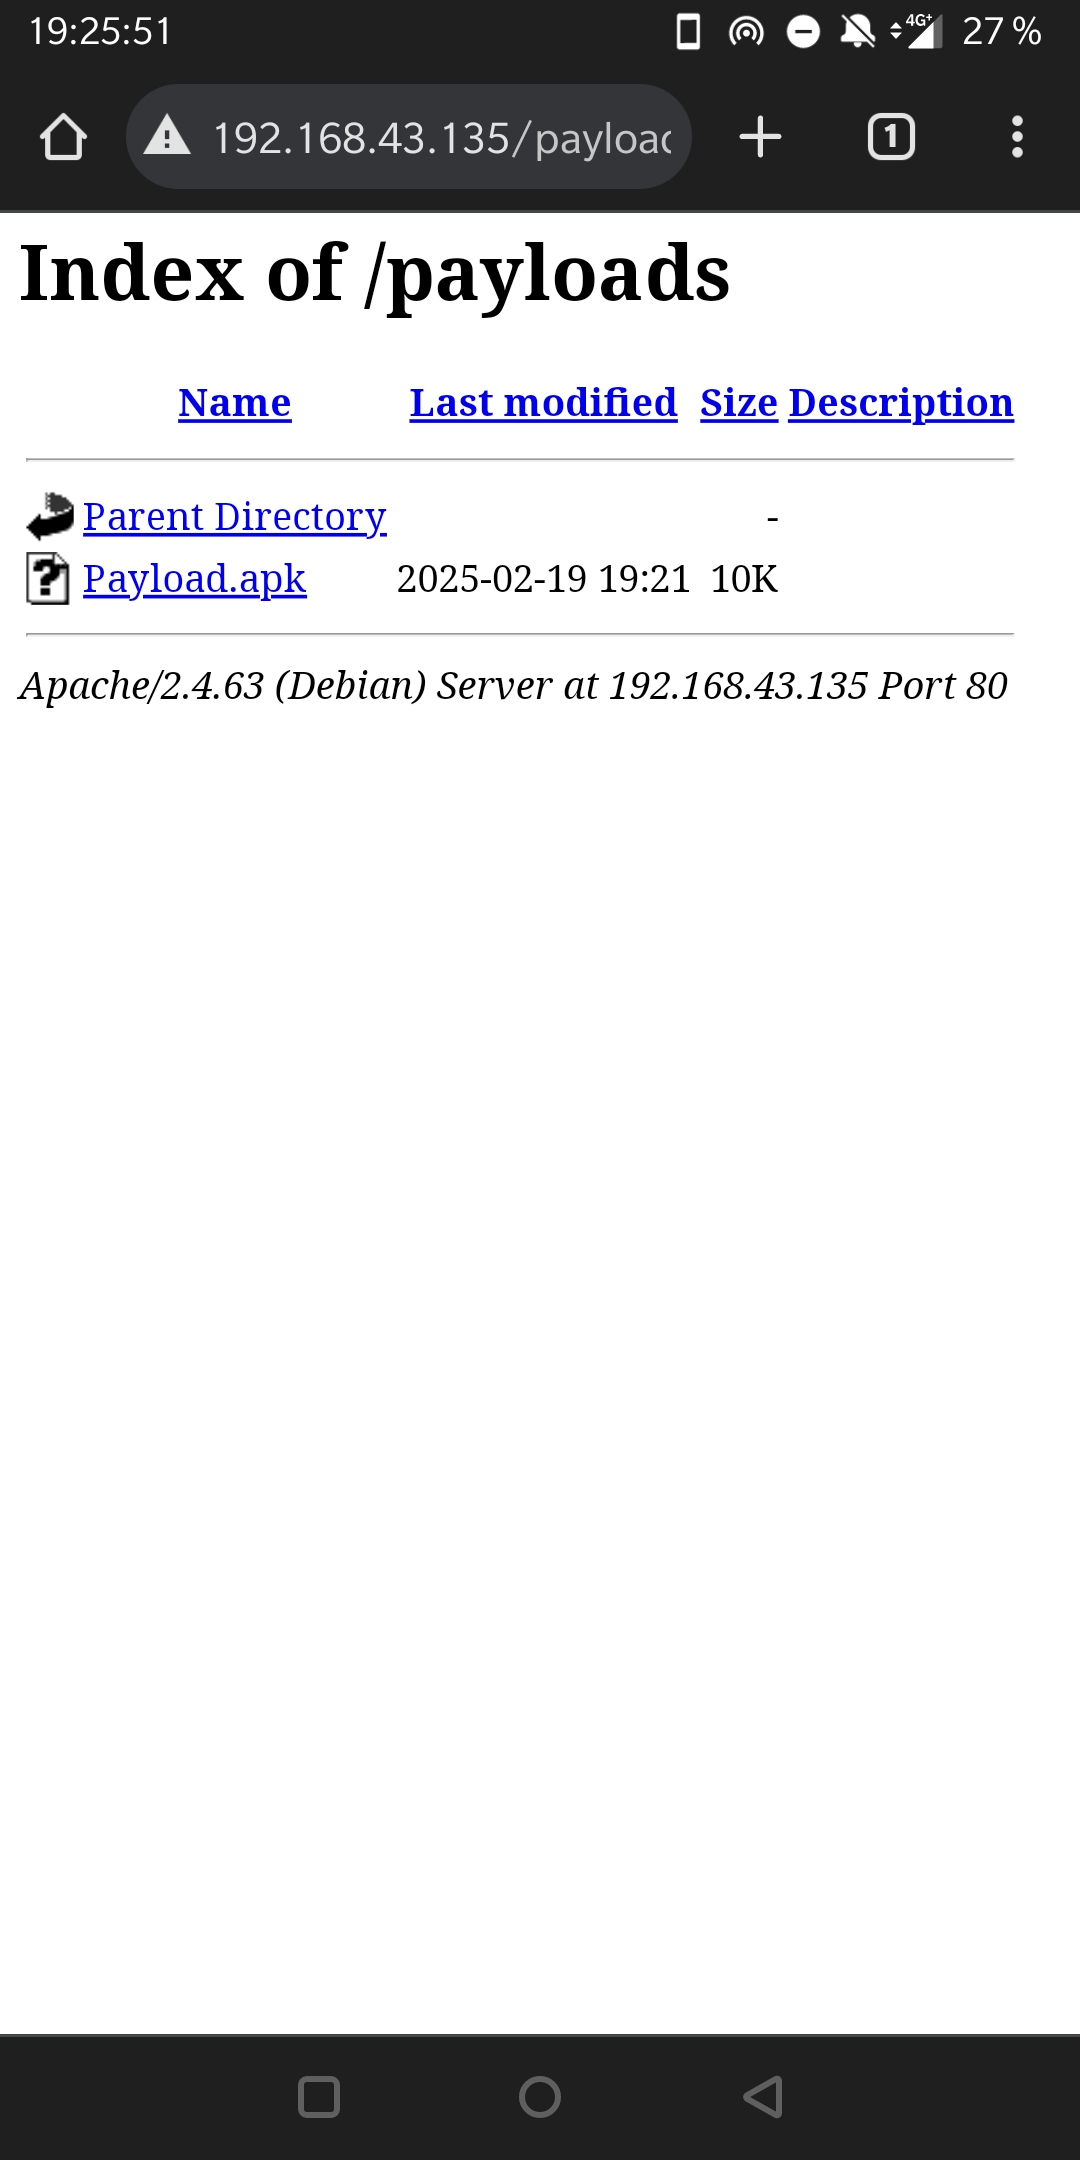 19:25:51 4G+ 27 %
192.168.43.135/payload 1
Index of /payloads
Name Last modified Size Description
Parent Directory -
Payload.apk 2025-02-19 19:21 10K
Apache/2.4.63 (Debian) Server at 192.168.43.135 Port 80